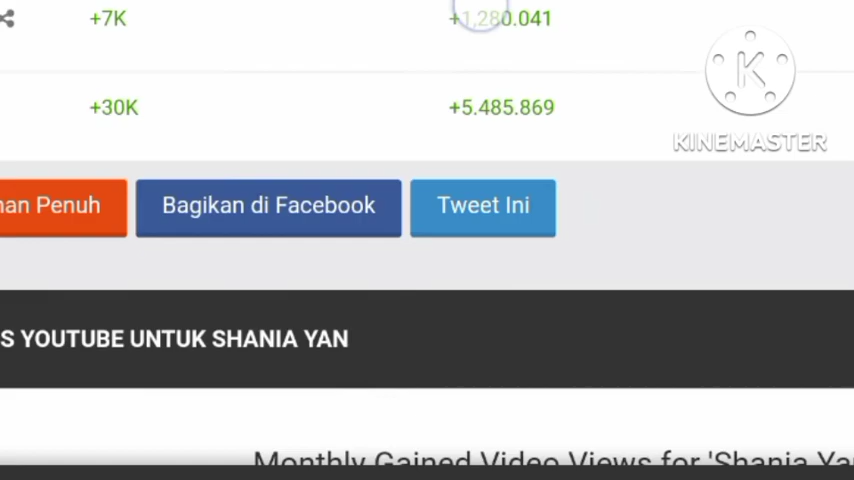 +7K +1.280.041
+30K +5.485.869
KINEMASTER
nan Penuh Bagikan di Facebook Tweet Ini
S YOUTUBE UNTUK SHANIA YAN
Monthly Gained Video Views for 'Shania Yan